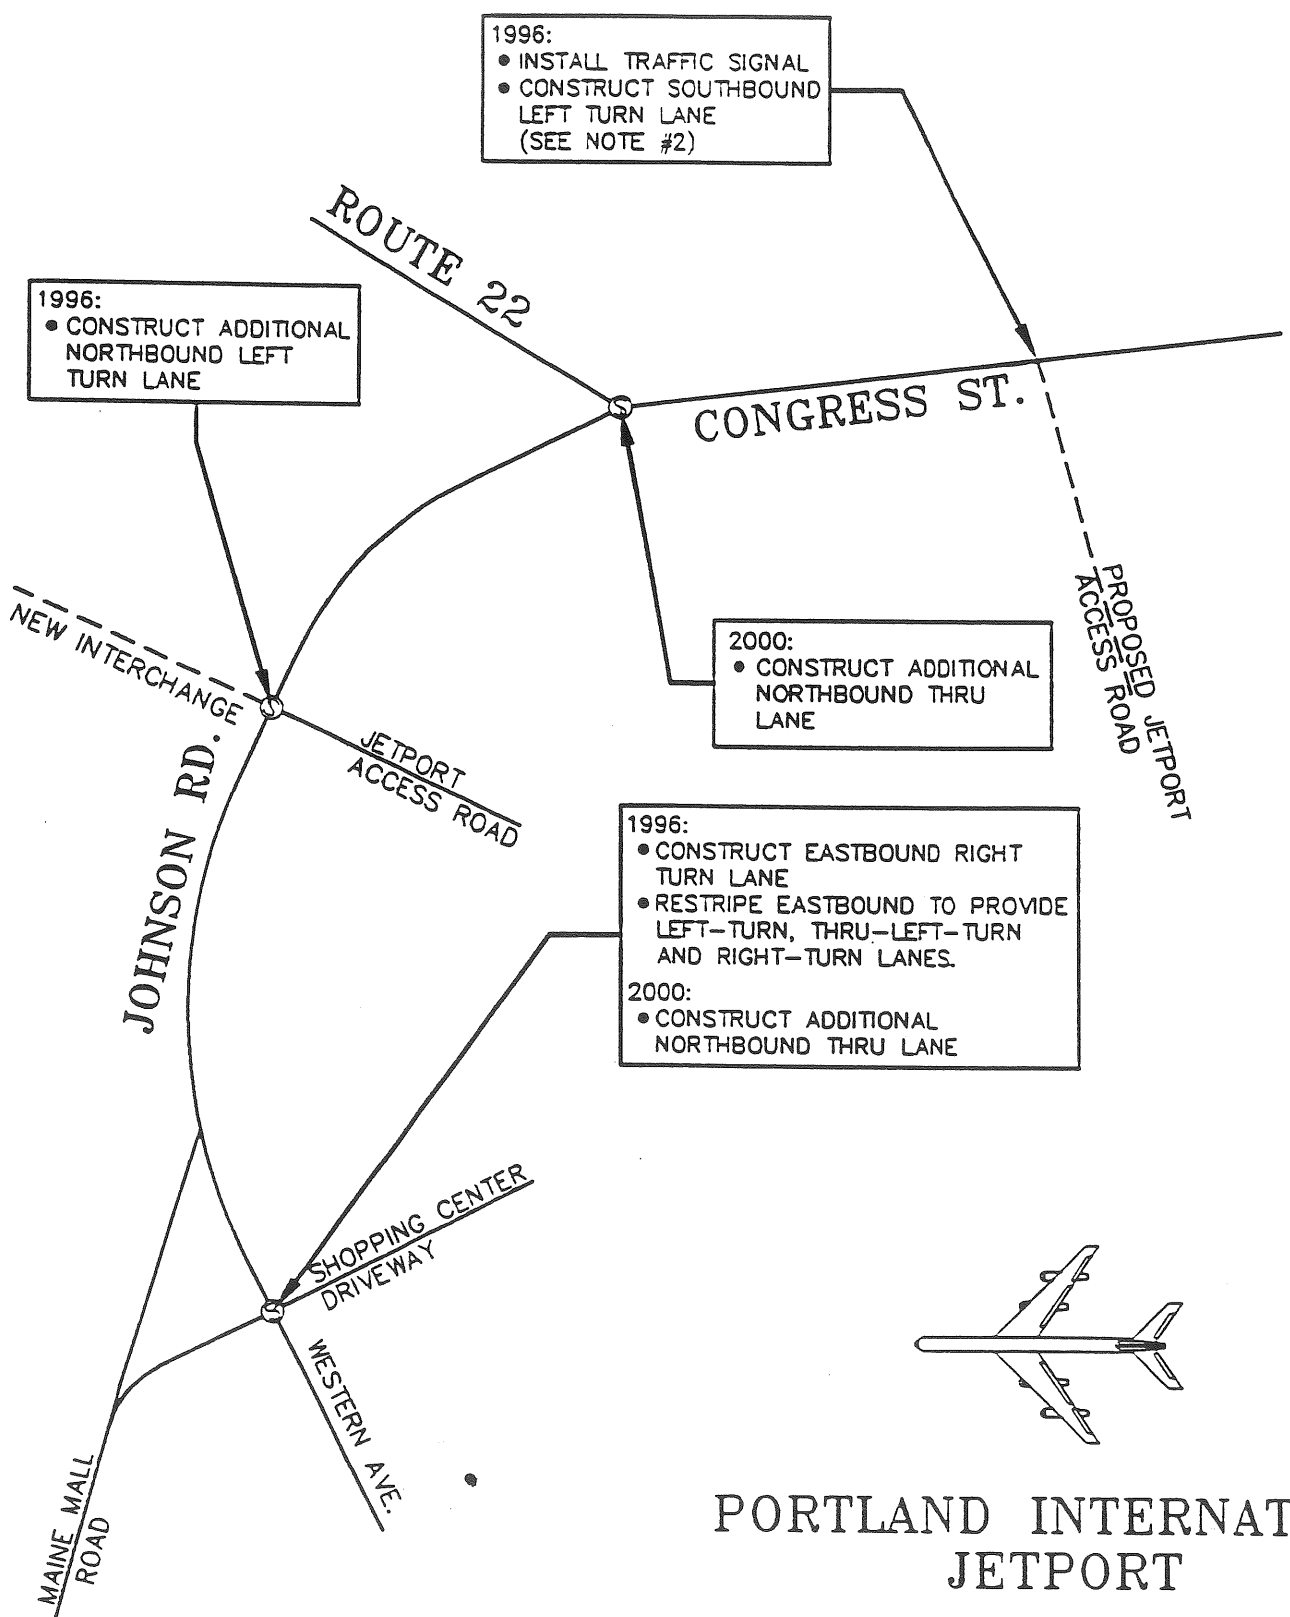 1996:
• INSTALL TRAFFIC SIGNAL
• CONSTRUCT SOUTHBOUND
LEFT TURN LANE
(SEE NOTE #2)
ROUTE 22
1996:
• CONSTRUCT ADDITIONAL
NORTHBOUND LEFT
TURN LANE
S
CONGRESS ST.
NEW INTERCHANGE
S
JETPORT
ACCESS ROAD
PROPOSED JETPORT
ACCESS ROAD
2000:
• CONSTRUCT ADDITIONAL
NORTHBOUND THRU
LANE
JOHNSON RD.
1996:
• CONSTRUCT EASTBOUND RIGHT
TURN LANE
• RESTRIPE EASTBOUND TO PROVIDE
LEFT-TURN, THRU-LEFT-TURN
AND RIGHT-TURN LANES.
2000:
• CONSTRUCT ADDITIONAL
NORTHBOUND THRU LANE
SHOPPING CENTER
DRIVEWAY
S
WESTERN AVE.
MAINE MALL
ROAD
PORTLAND INTERNAT
JETPORT